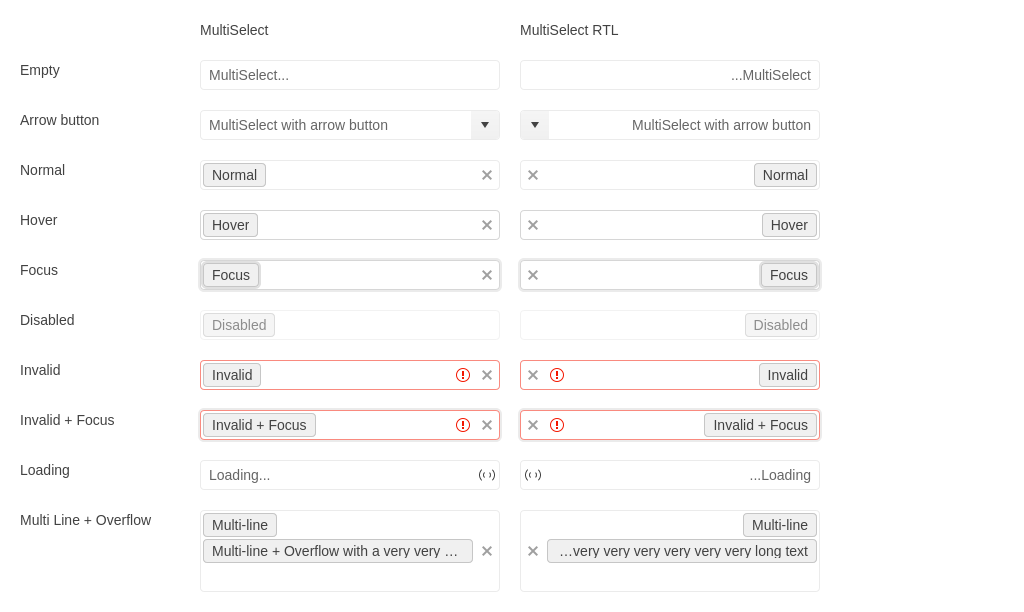 MultiSelect MultiSelect RTL
Empty MultiSelect... ...MultiSelect
Arrow button MultiSelect with arrow button MultiSelect with arrow button
Normal Normal Normal
Hover Hover Hover
Focus Focus Focus
Disabled Disabled Disabled
Invalid Invalid Invalid
Invalid + Focus Invalid + Focus Invalid + Focus
Loading Loading... ...Loading
Multi Line + Overflow Multi-line Multi-line
Multi-line + Overflow with a very very … …very very very very very very long text